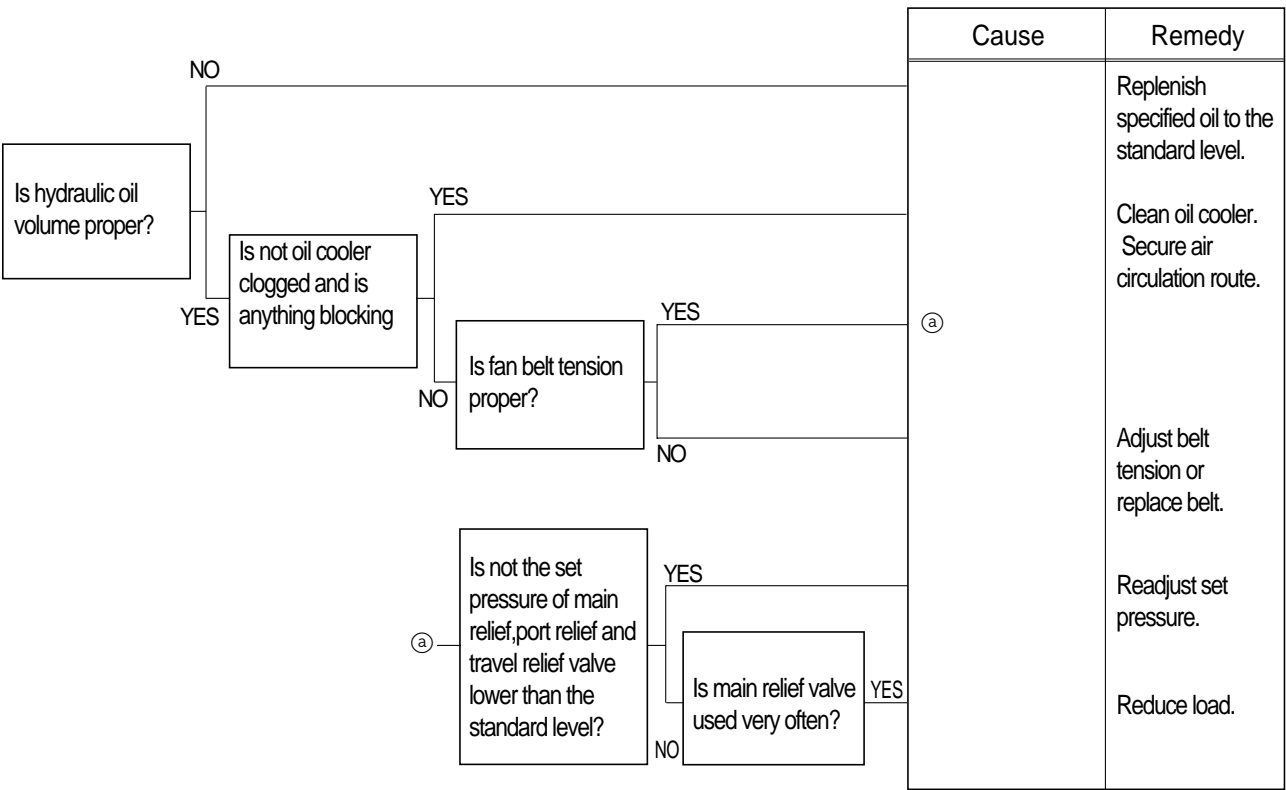 Cause
Remedy
NO
Replenish
specified oil to the
standard level.
Is hydraulic oil
volume proper?
YES
YES
Clean oil cooler.
Secure air
circulation route.
Is not oil cooler
clogged and is
anything blocking
NO
YES
ⓐ
Is fan belt tension
proper?
NO
Adjust belt
tension or
replace belt.
ⓐ
Is not the set
pressure of main
relief,port relief and
travel relief valve
lower than the
standard level?
YES
Readjust set
pressure.
NO
Is main relief valve
used very often?
YES
Reduce load.